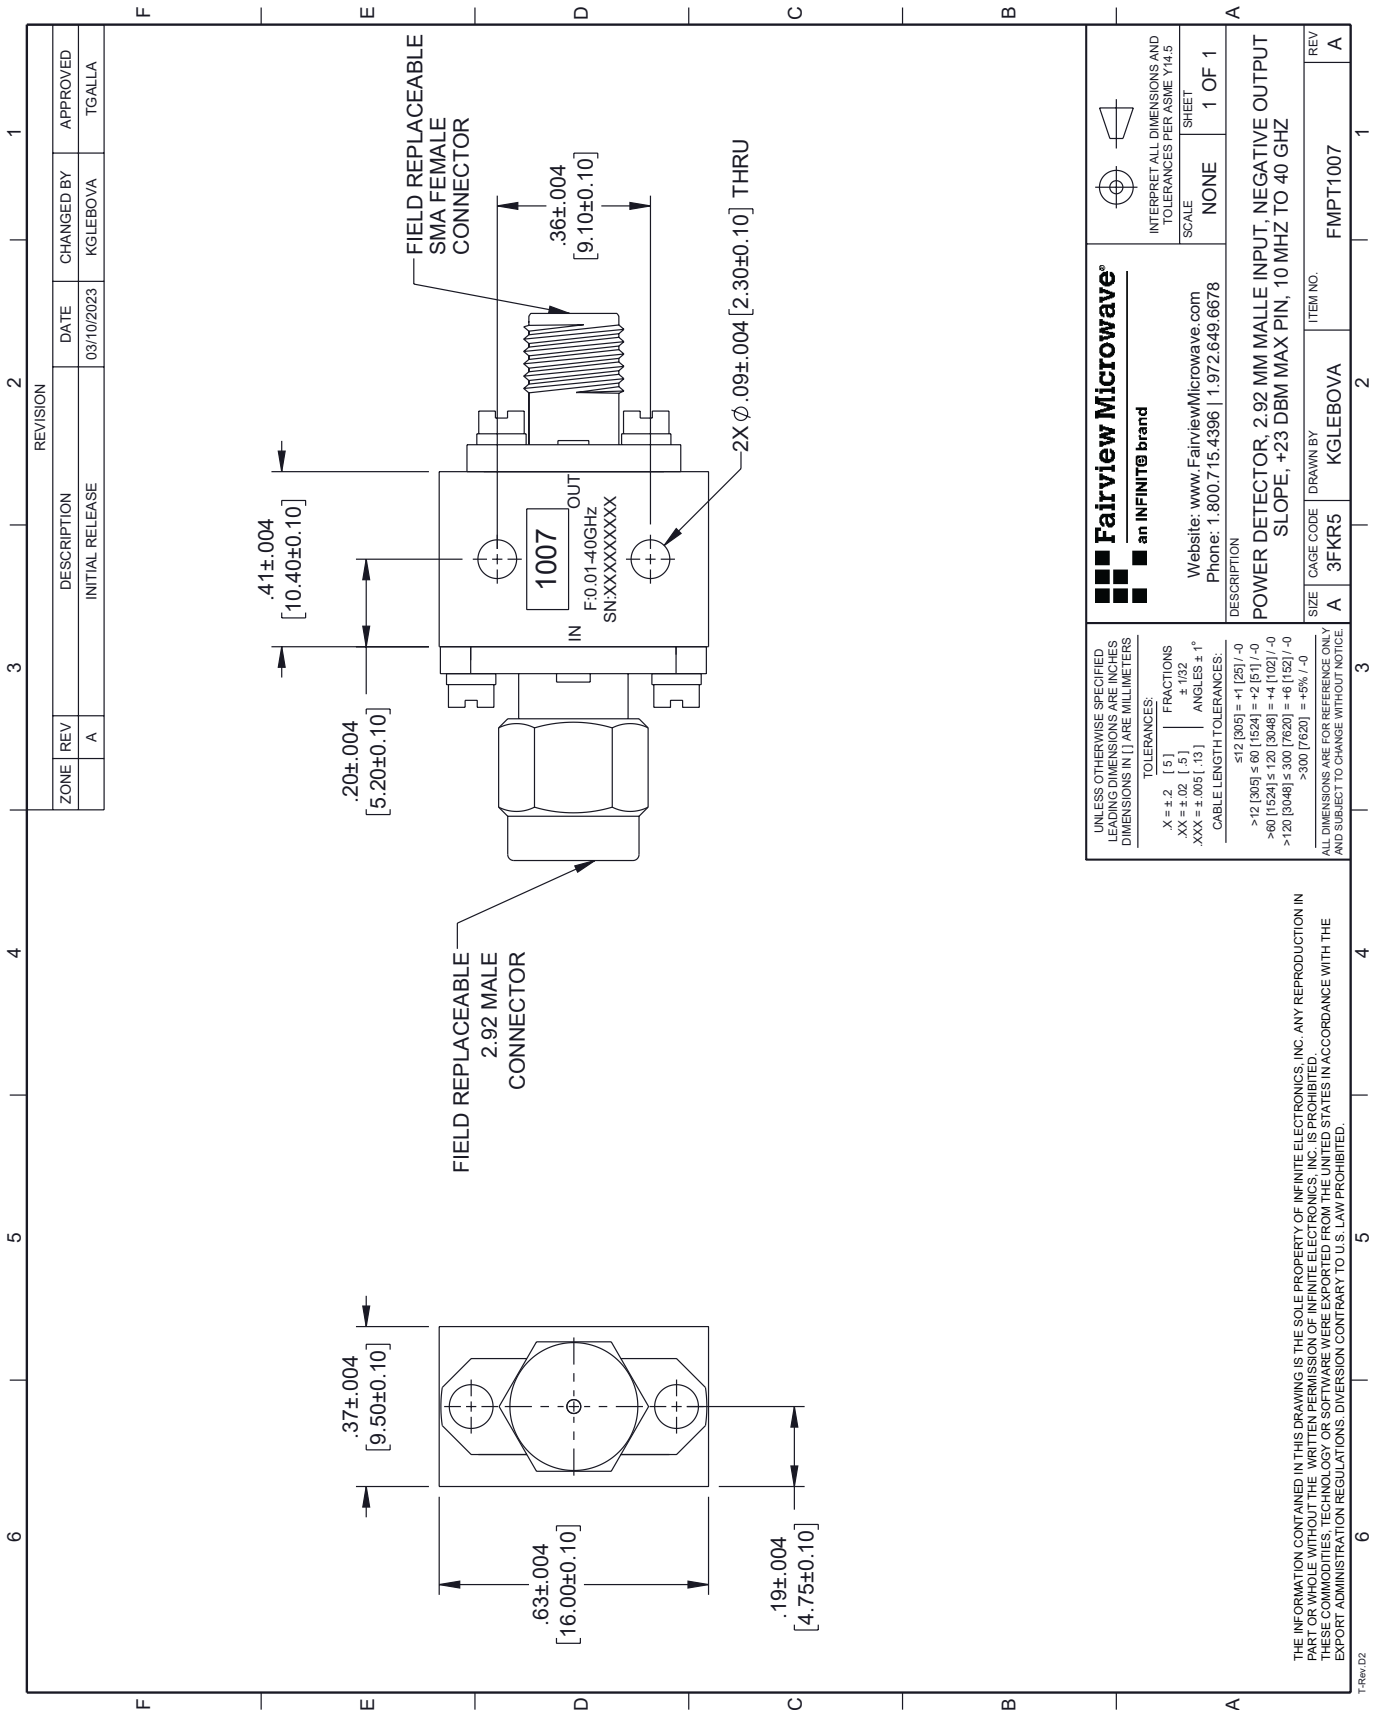 6
5
4
3
2
1
F
E
D
C
B
A
REVISION
ZONE REV DESCRIPTION DATE CHANGED BY APPROVED
A INITIAL RELEASE 03/10/2023 KGLEBOVA TGALLA
.37±.004
[9.50±0.10]
.63±.004
[16.00±0.10]
.19±.004
[4.75±0.10]
FIELD REPLACEABLE
2.92 MALE
CONNECTOR
.20±.004
[5.20±0.10]
.41±.004
[10.40±0.10]
IN
1007
OUT
F:0.01-40GHz
SN:XXXXXXXXX
FIELD REPLACEABLE
SMA FEMALE
CONNECTOR
.36±.004
[9.10±0.10]
2X Ø .09±.004 [2.30±0.10] THRU
UNLESS OTHERWISE SPECIFIED
LEADING DIMENSIONS ARE INCHES
DIMENSIONS IN [ ] ARE MILLIMETERS
TOLERANCES:
.X = ± .2 [ 5 ] FRACTIONS
.XX = ± .02 [ .5 ] ± 1/32
.XXX = ± .005 [ .13 ] ANGLES ± 1°
CABLE LENGTH TOLERANCES:
≤12 [305] = +1 [25] / -0
>12 [305] ≤ 60 [1524] = +2 [51] / -0
>60 [1524] ≤ 120 [3048] = +4 [102] / -0
>120 [3048] ≤ 300 [7620] = +6 [152] / -0
>300 [7620] = +5% / -0
ALL DIMENSIONS ARE FOR REFERENCE ONLY
AND SUBJECT TO CHANGE WITHOUT NOTICE.
Fairview Microwave®
an INFINIT@ brand
Website: www.FairviewMicrowave.com
Phone: 1.800.715.4396 | 1.972.649.6678
INTERPRET ALL DIMENSIONS AND
TOLERANCES PER ASME Y14.5
SCALE
NONE
SHEET
1 OF 1
DESCRIPTION
POWER DETECTOR, 2.92 MM MALLE INPUT, NEGATIVE OUTPUT
SLOPE, +23 DBM MAX PIN, 10 MHZ TO 40 GHZ
SIZE
A
CAGE CODE
3FKR5
DRAWN BY
KGLEBOVA
ITEM NO.
FMPT1007
REV
A
THE INFORMATION CONTAINED IN THIS DRAWING IS THE SOLE PROPERTY OF INFINITE ELECTRONICS, INC. ANY REPRODUCTION IN
PART OR WHOLE WITHOUT THE WRITTEN PERMISSION OF INFINITE ELECTRONICS, INC. IS PROHIBITED.
THESE COMMODITIES, TECHNOLOGY OR SOFTWARE WERE EXPORTED FROM THE UNITED STATES IN ACCORDANCE WITH THE
EXPORT ADMINISTRATION REGULATIONS. DIVERSION CONTRARY TO U.S. LAW PROHIBITED.
F
E
D
C
B
A
6
5
4
3
2
1
T-Rev.D2